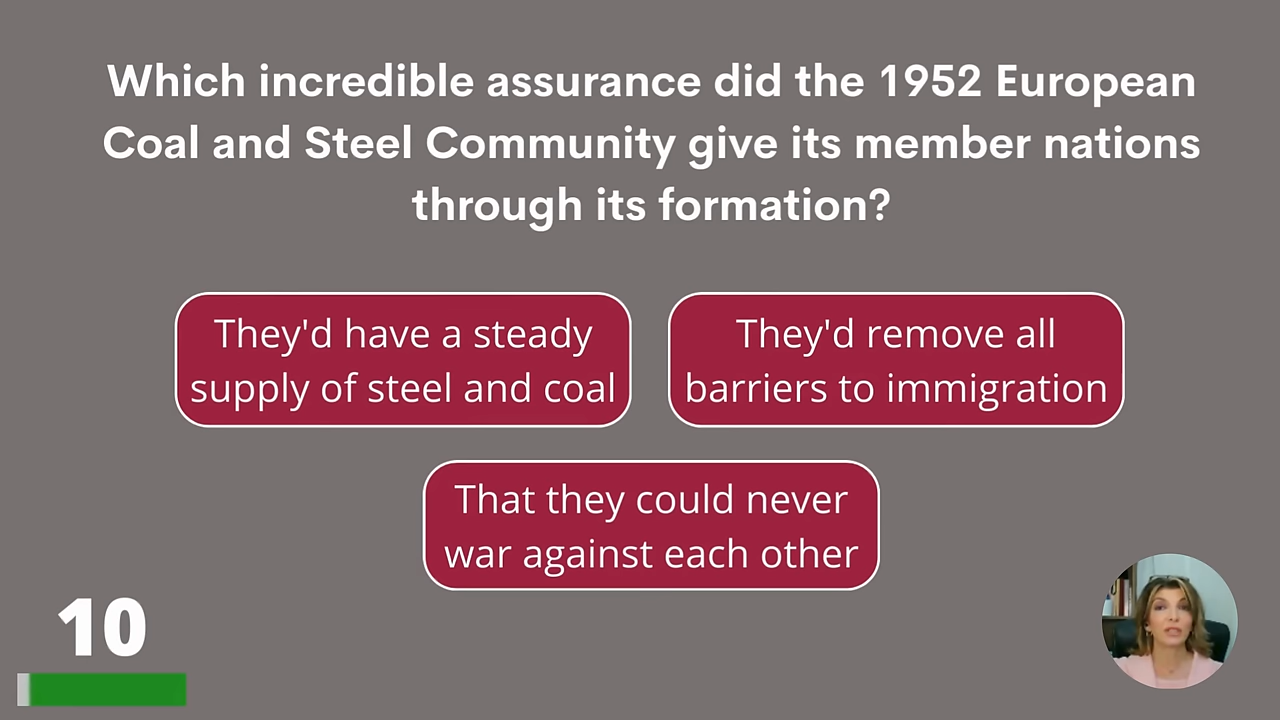 Which incredible assurance did the 1952 European
Coal and Steel Community give its member nations
through its formation?
They'd have a steady
supply of steel and coal
They'd remove all
barriers to immigration
That they could never
war against each other
10